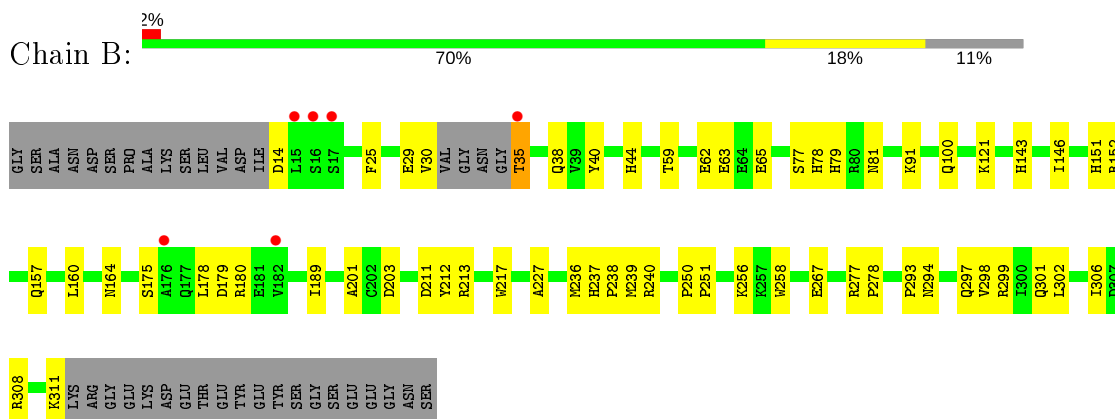 2%
Chain B:
70% 18% 11%
GLY SER ALA ASN ASP SER PRO ALA LYS SER LEU VAL ASP ILE D14 L15 S16 S17 F25 E29 V30 VAL GLY ASN GLY T35 Q38 V39 Y40 H44 T59 E62 E63 E64 E65 S77 H78 H79 R80 N81 K91 Q100 K121 H143 I146 H151 R152
Q157 L160 N164 S175 A176 Q177 L178 D179 R180 E181 V182 I189 A201 C202 D203 D211 Y212 R213 W217 A227 M236 H237 P238 M239 R240 P250 P251 K256 K257 W258 E267 R277 P278 P293 N294 Q297 V298 R299 I300 Q301 L302 I306 D307
R308 K311 LYS ARG GLY GLU LYS ASP GLU THR GLU TYR GLU TYR SER GLY SER GLU GLU GLY ASN SER